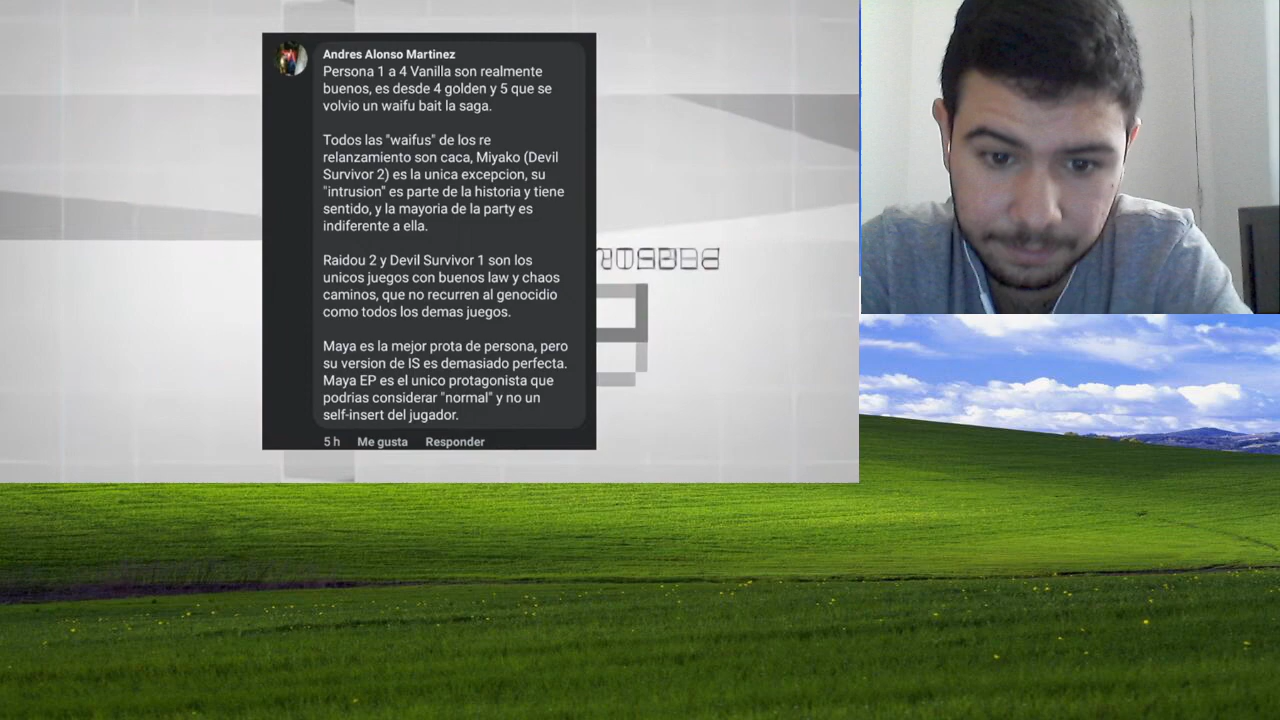 Andres Alonso Martinez
Persona 1 a 4 Vanilla son realmente
buenos, es desde 4 golden y 5 que se
volvio un waifu bait la saga.
Todos las "waifus" de los re
relanzamiento son caca, Miyako (Devil
Survivor 2) es la unica excepcion, su
"intrusion" es parte de la historia y tiene
sentido, y la mayoria de la party es
indiferente a ella.
Raidou 2 y Devil Survivor 1 son los
unicos juegos con buenos law y chaos
caminos, que no recurren al genocidio
como todos los demas juegos.
Maya es la mejor prota de persona, pero
su version de IS es demasiado perfecta.
Maya EP es el unico protagonista que
podrias considerar "normal" y no un
self-insert del jugador.
5 h Me gusta Responder